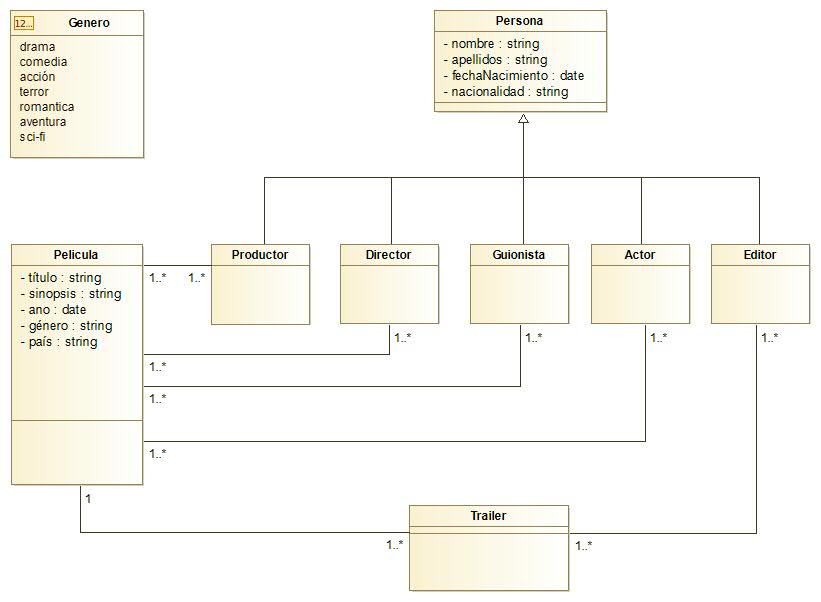 12... Genero
drama
comedia
acción
terror
romantica
aventura
sci-fi
Persona
- nombre : string
- apellidos : string
- fechaNacimiento : date
- nacionalidad : string
Pelicula
- título : string
- sinopsis : string
- ano : date
- género : string
- país : string
Productor
Director
Guionista
Actor
Editor
1..* 1..*
1..* 1..* 1..* 1..*
1..*
1..*
1..*
1
Trailer
1..* 1..*